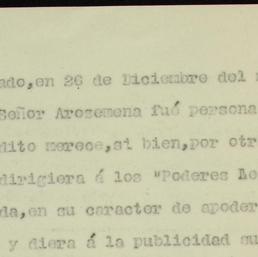 ado, en 26 de Diciembre del
Señor Arosemena fué persona
dito merece, si bien, por otr
dirigiera á los "Poderes
da, en su caracter de apoder
y diera á la publicidad su